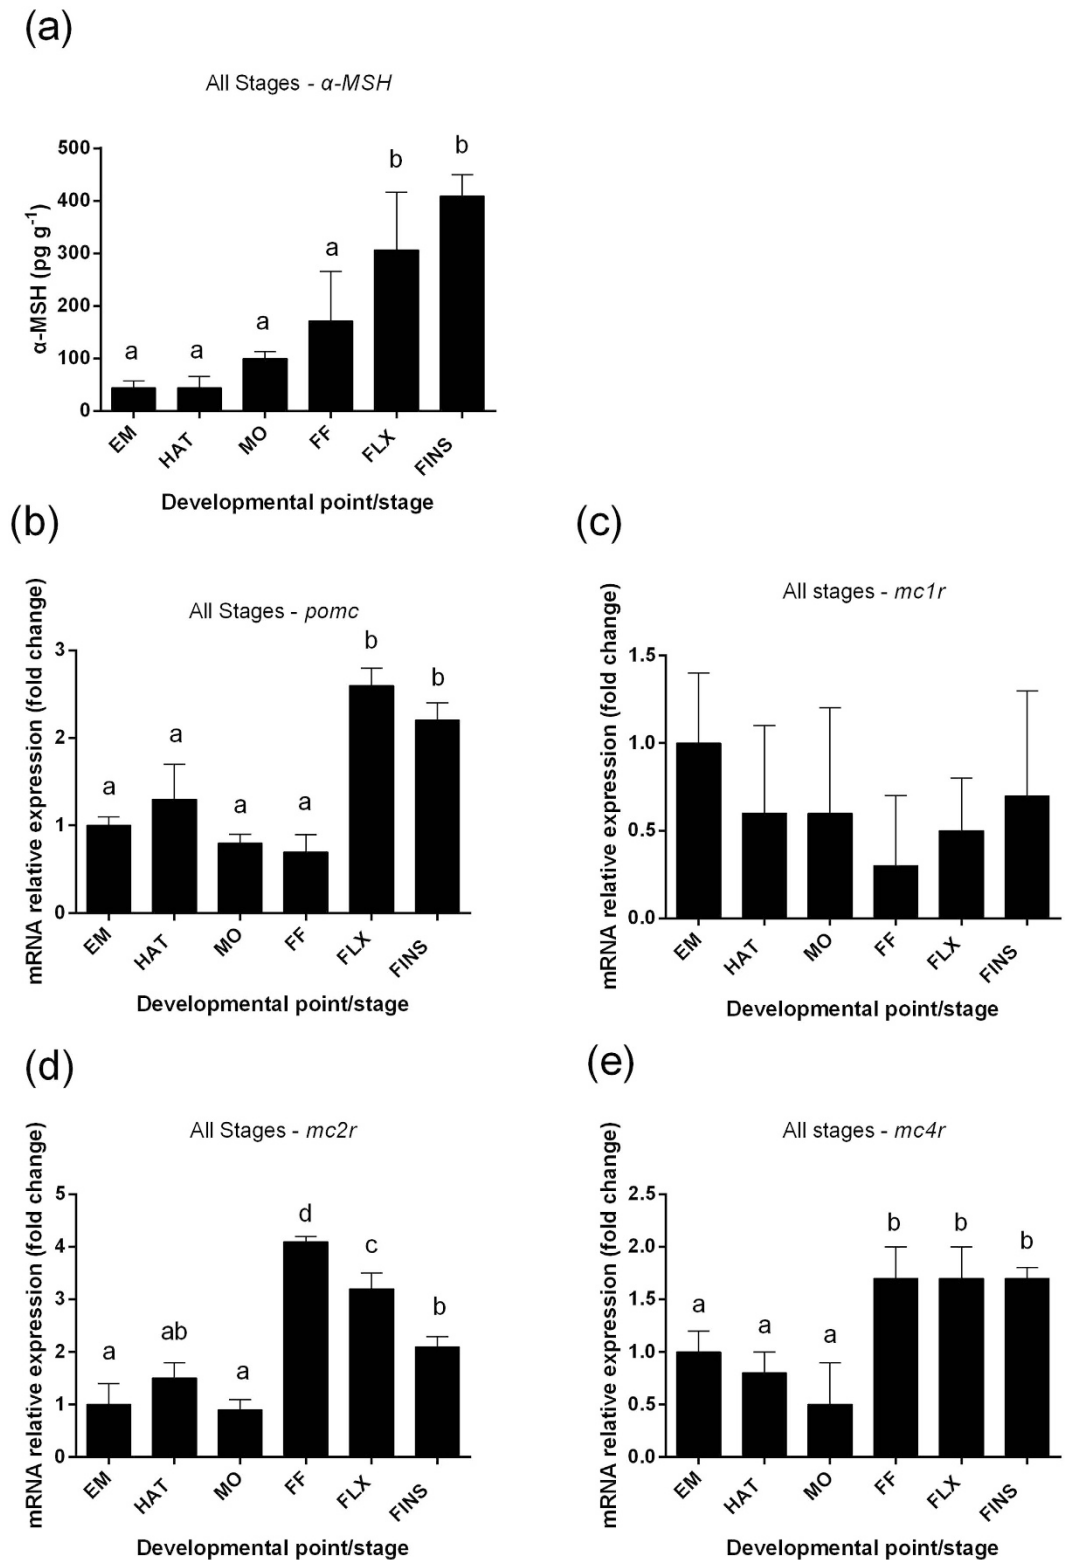 (a)
All Stages - α-MSH
α-MSH (pg g-1)
500
400
300
200
100
0
a
a
a
a
b
b
EM
HAT
MO
FF
FLX
FINS
Developmental point/stage
(b)
All Stages - pomc
mRNA relative expression (fold change)
3
2
1
0
a
a
a
a
b
b
EM
HAT
MO
FF
FLX
FINS
Developmental point/stage
(c)
All stages - mc1r
mRNA relative expression (fold change)
1.5
1.0
0.5
0.0
EM
HAT
MO
FF
FLX
FINS
Developmental point/stage
(d)
All Stages - mc2r
mRNA relative expression (fold change)
5
4
3
2
1
0
a
ab
a
d
c
b
EM
HAT
MO
FF
FLX
FINS
Developmental point/stage
(e)
All stages - mc4r
mRNA relative expression (fold change)
2.5
2.0
1.5
1.0
0.5
0.0
a
a
a
b
b
b
EM
HAT
MO
FF
FLX
FINS
Developmental point/stage